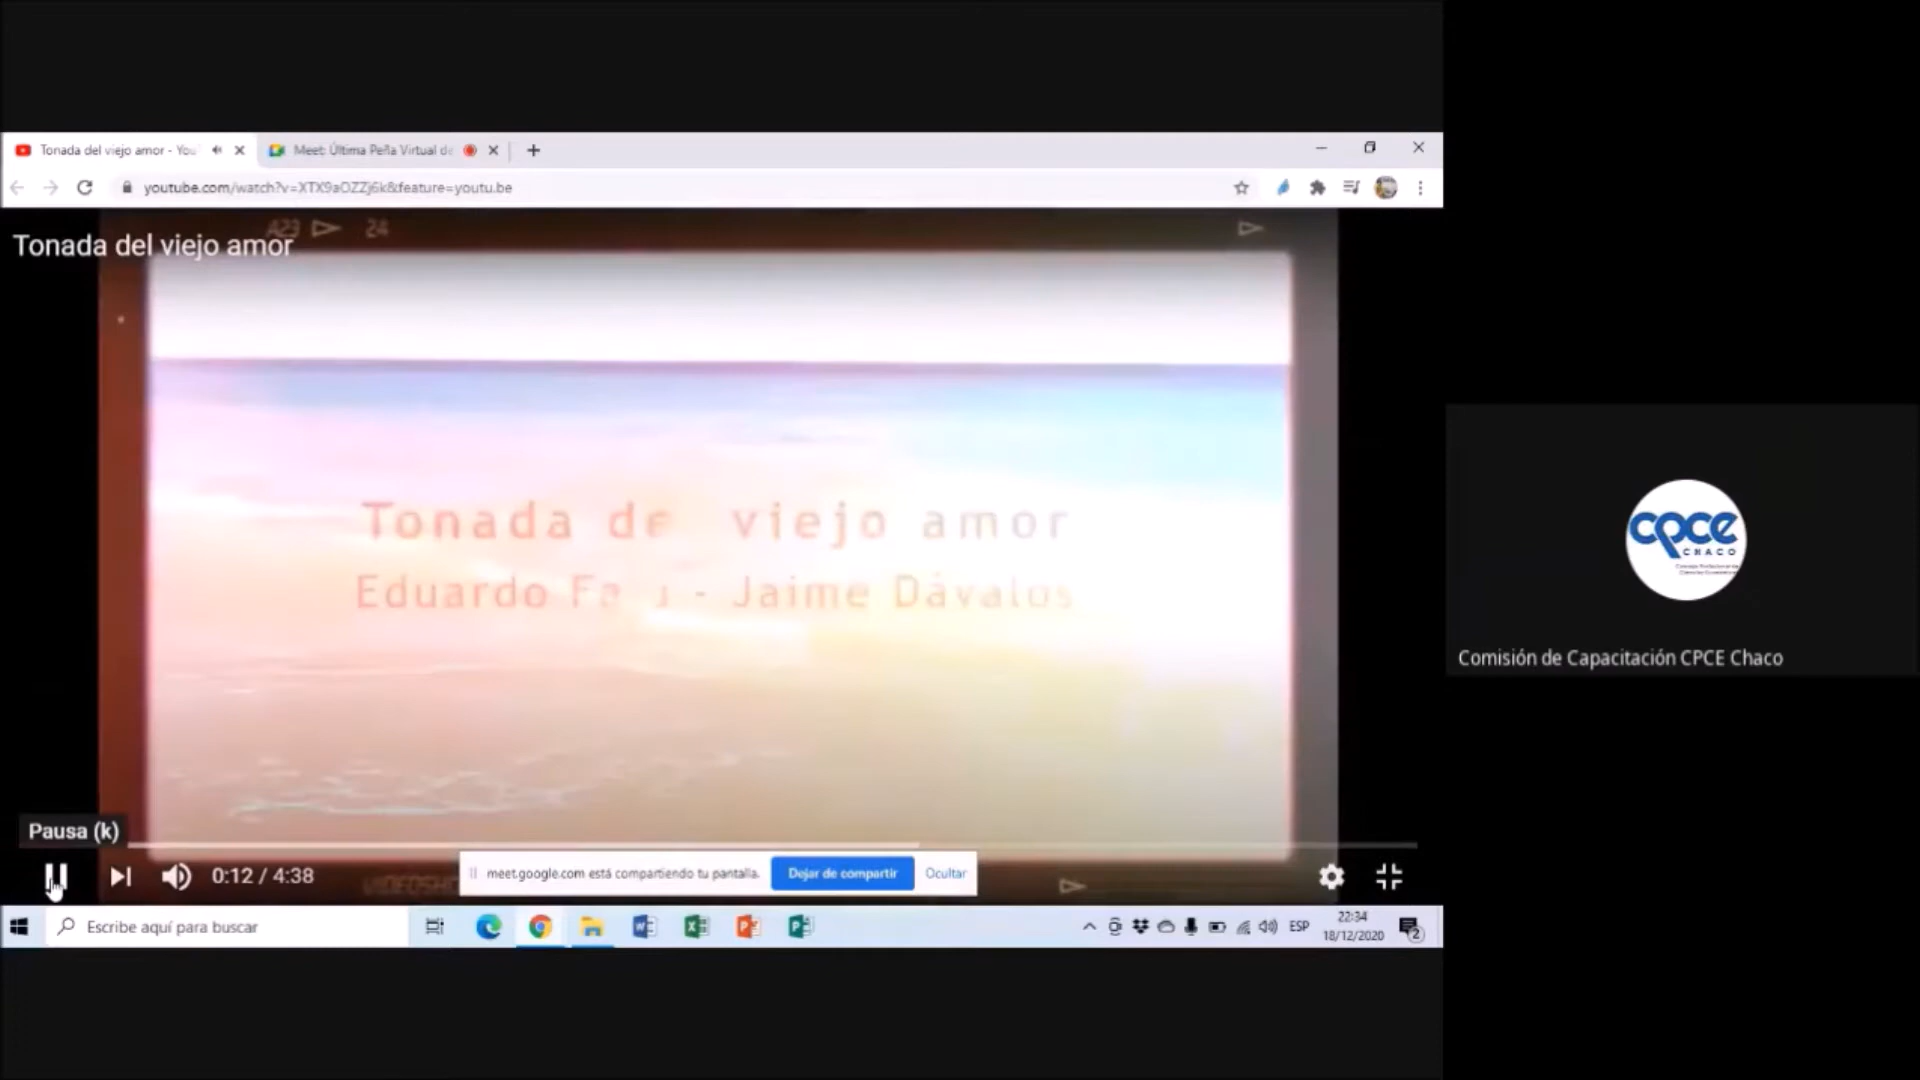 Tonada del viejo amor - You
Meet: Última Peña Virtual de
youtube.com/watch?v=XTX9aOZZj6k&feature=youtu.be
A23 24
Tonada del viejo amor
Tonada de viejo amor
Eduardo Fa - Jaime Dávalos
cpce
CHACO
Comisión de Capacitación CPCE Chaco
Pausa (k)
0:12 / 4:38
meet.google.com está compartiendo tu pantalla.
Dejar de compartir
Ocultar
Escribe aquí para buscar
ESP
22:34
18/12/2020
2